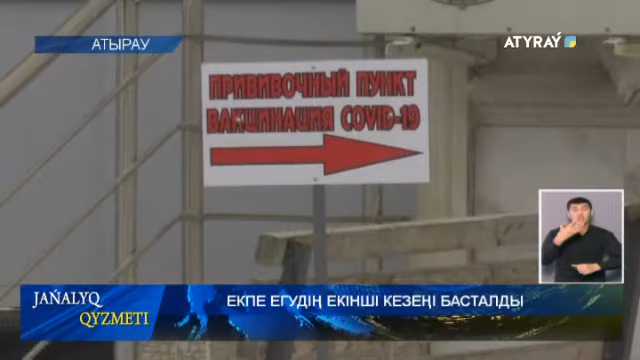 АТЫРАУ
ATYRAÝ
ПРИВИВОЧНЫЙ ПУНКТ
ВАКЦИНАЦИЯ COVID-19
JAŃALYQ
QYZMETI
ЕКПЕ ЕГУДІҢ ЕКІНШІ КЕЗЕҢІ БАСТАЛДЫ